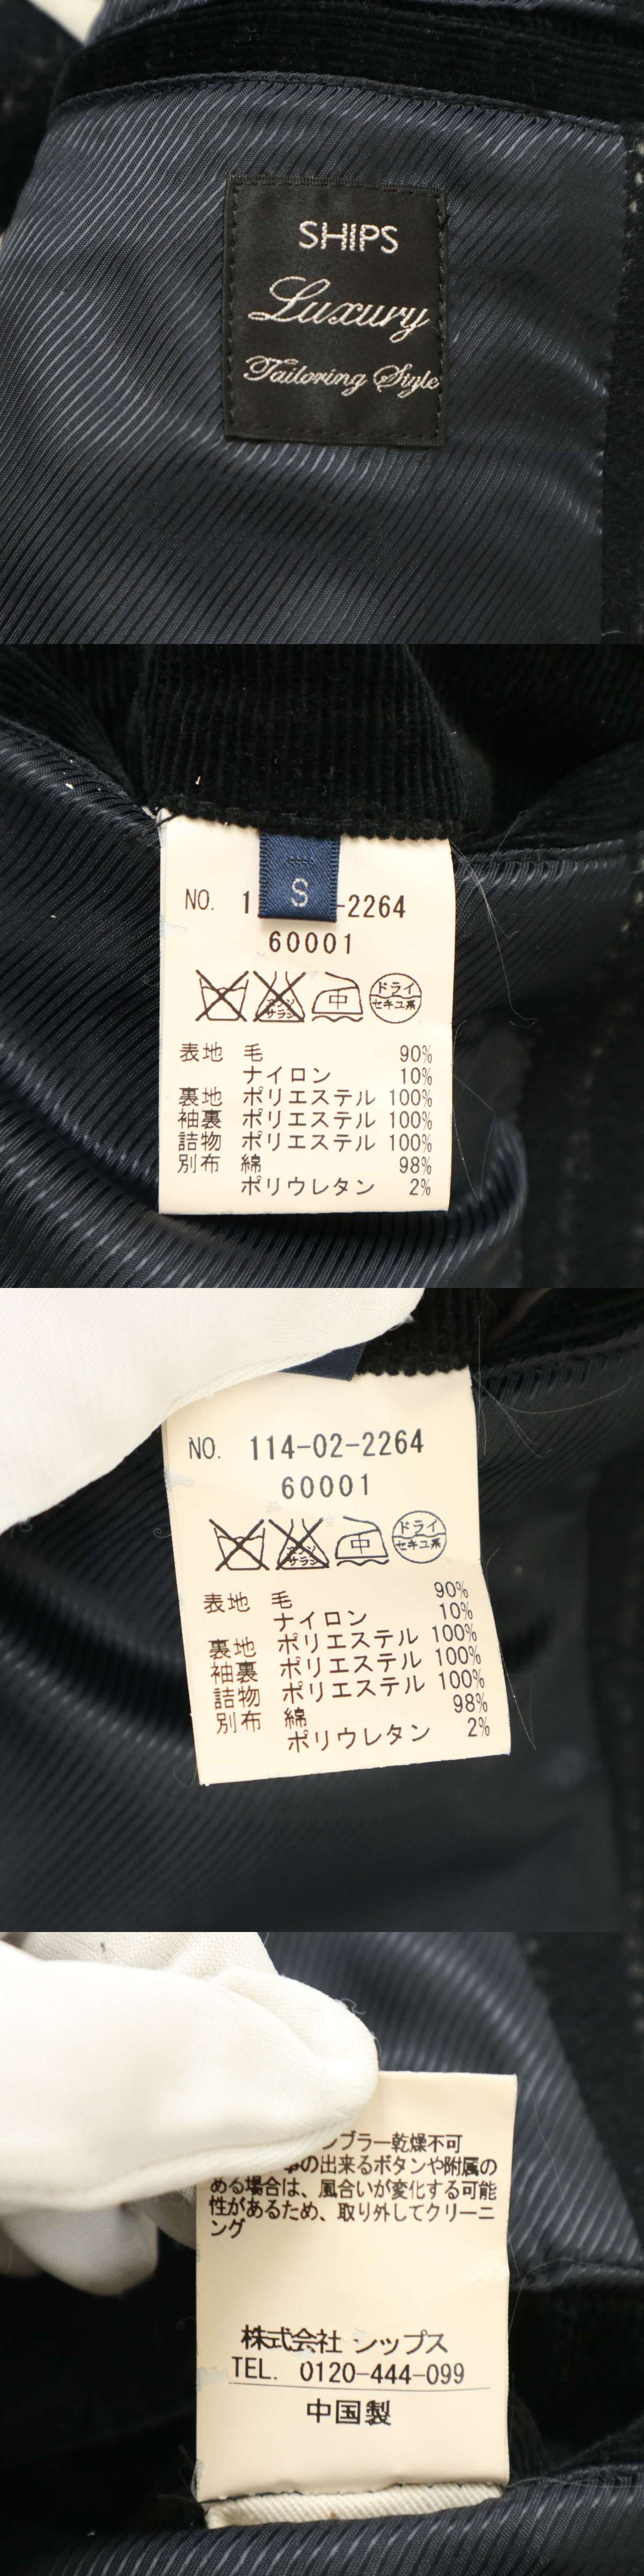 SHIPS
Luxury
Tailoring Style
S
NO. 1 -2264
60001
中
ドライ
セキユ系
表地 毛 90%
ナイロン 10%
裏地 ポリエステル 100%
袖裏 ポリエステル 100%
詰物 ポリエステル 100%
別布 綿 98%
ポリウレタン 2%
NO. 114-02-2264
60001
エンソ
サラシ
中
ドライ
セキユ系
表地 毛 90%
ナイロン 10%
裏地 ポリエステル 100%
袖裏 ポリエステル 100%
詰物 ポリエステル 100%
別布 綿 98%
ポリウレタン 2%
ンブラー乾燥不可
の出来るボタンや附属の
める場合は、風合いが変化する可能
性があるため、取り外してクリーニ
ング
株式会社 シップス
TEL. 0120-444-099
中国製